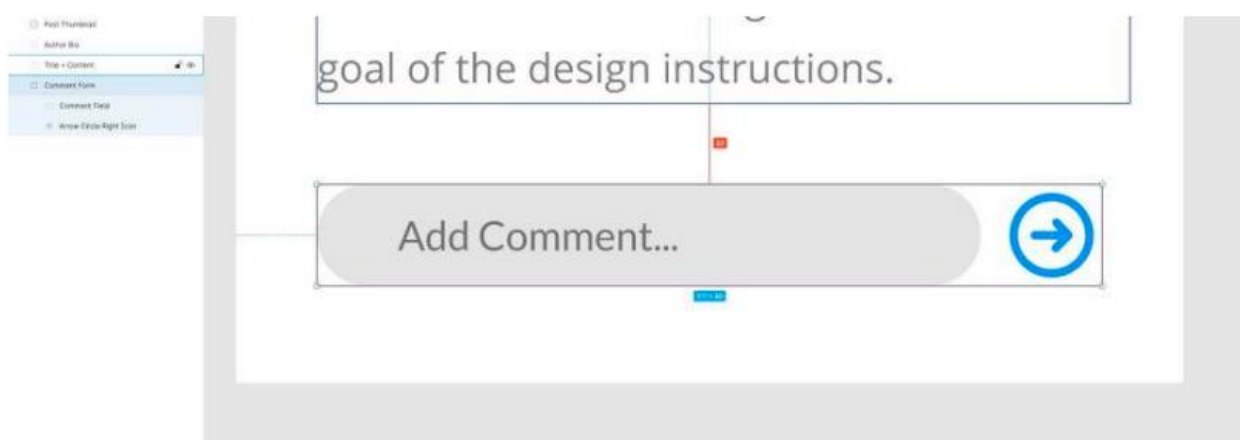 Post Thumbnail
Author Bio
Title + Content
Comment Form
Comment Field
Arrow Circle Right Icon
goal of the design instructions.
Add Comment...